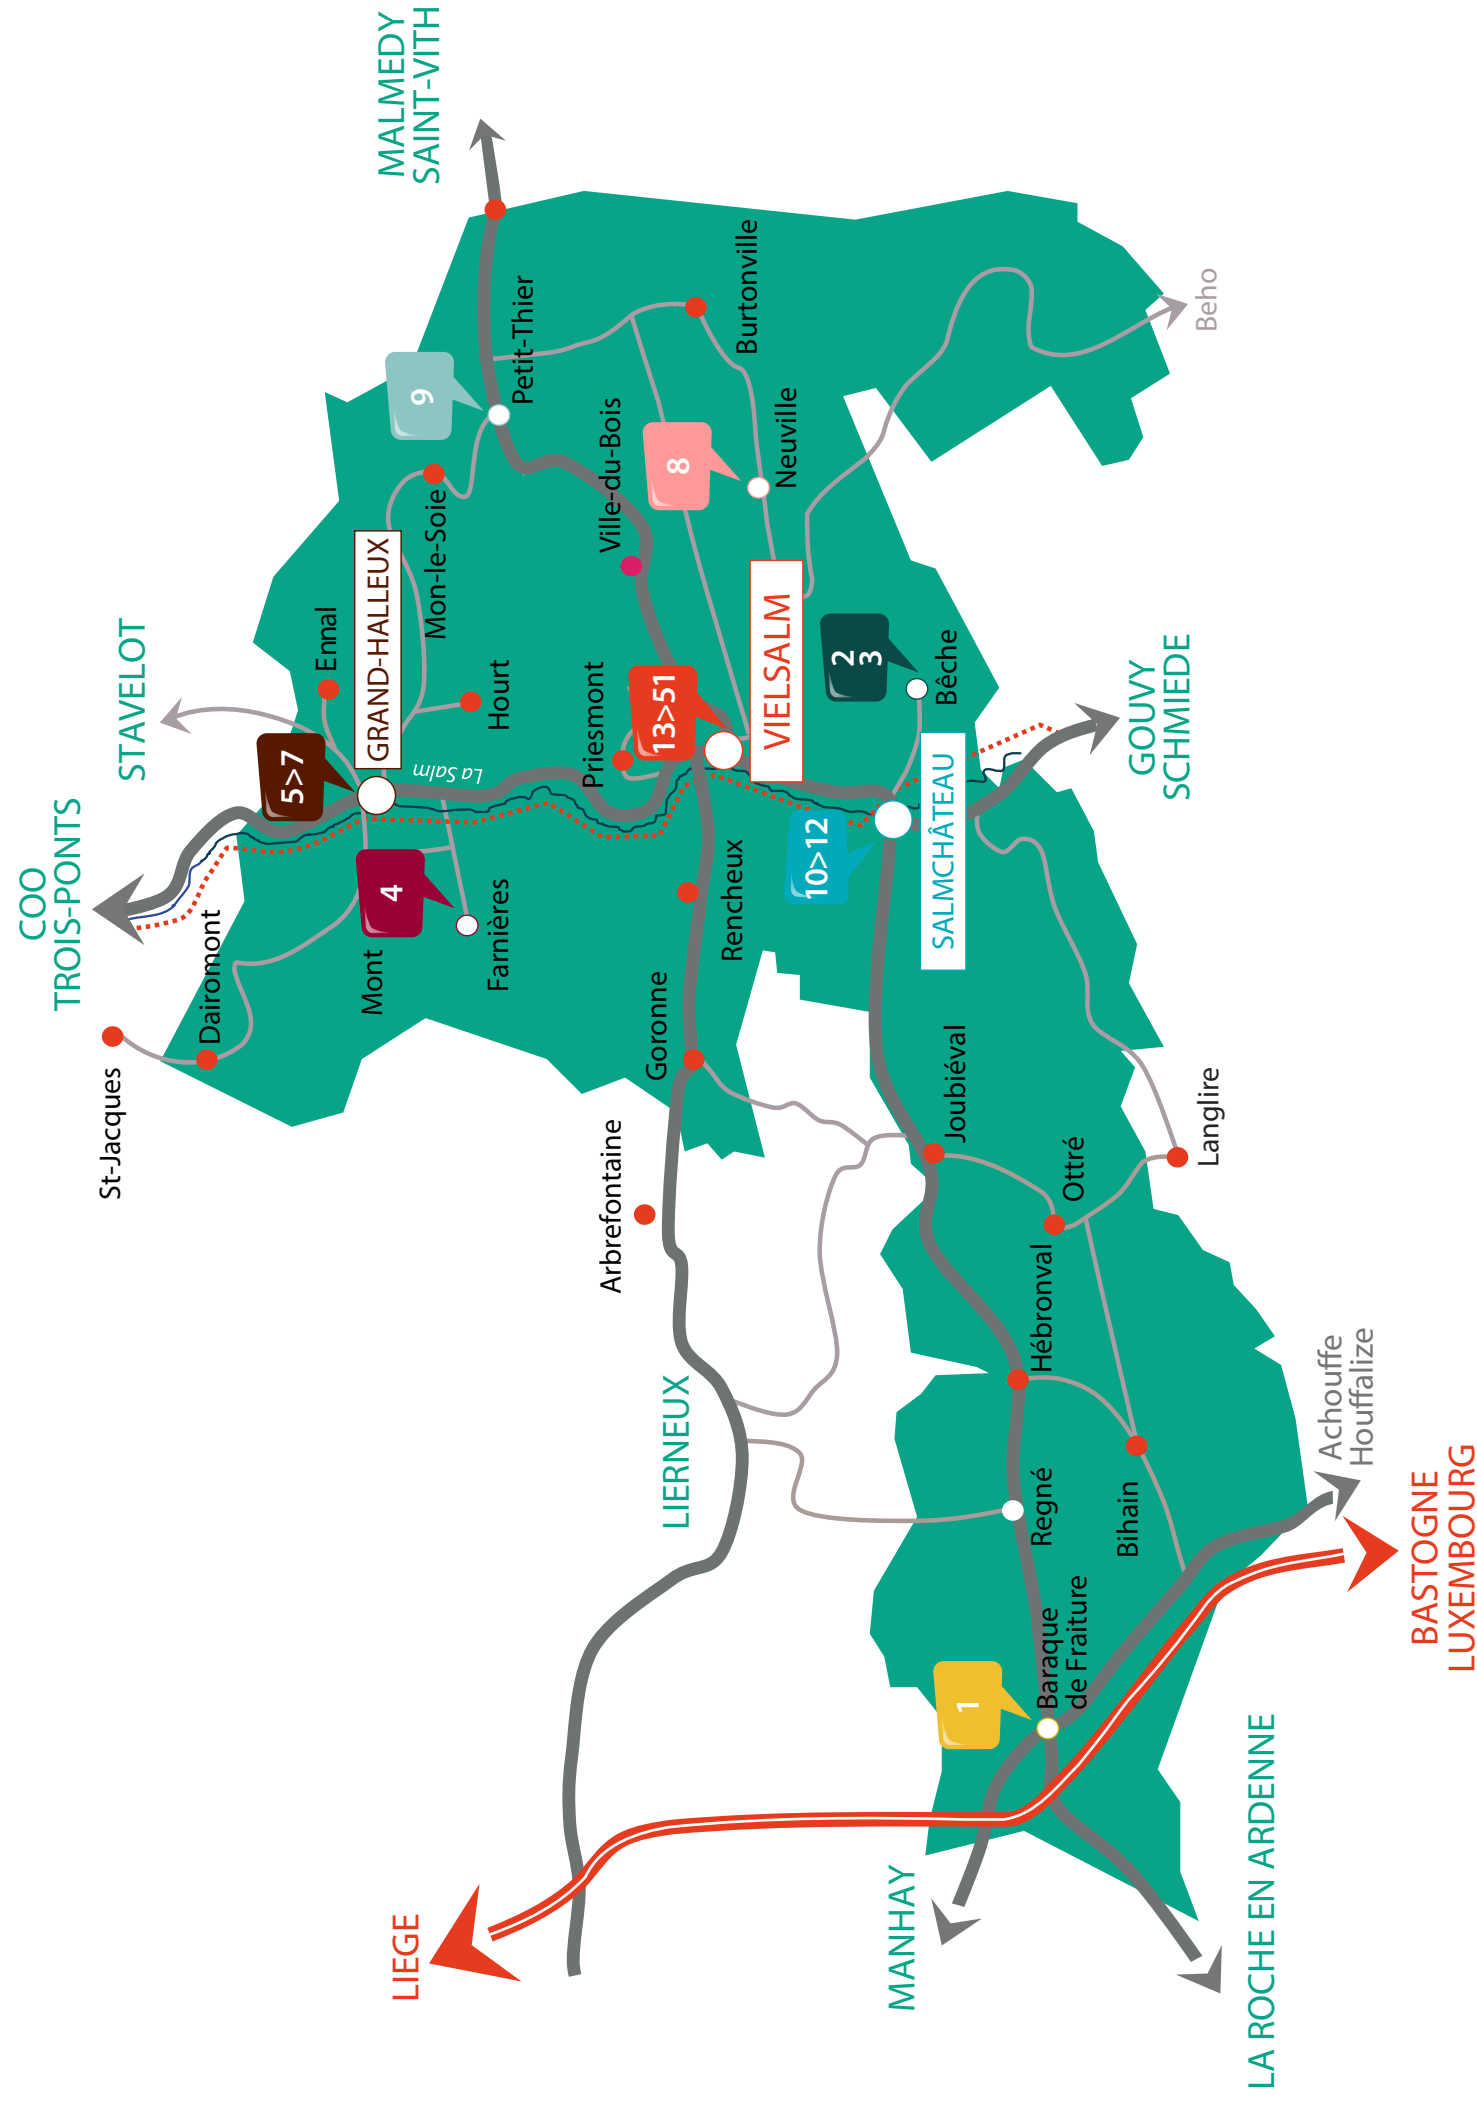 COO
TROIS-PONTS
STAVELOT
MALMEDY
SAINT-VITH
St-Jacques
Dairomont
5>7
Ennal
GRAND-HALLEUX
Mont
4
Farnières
La Salm
Hourt
Mon-le-Soie
9
Petit-Thier
LIEGE
Arbrefontaine
Goronne
Rencheux
Priesmont
13>51
Ville-du-Bois
8
Burtonville
Neuville
VIELSALM
LIERNEUX
10>12
SALMCHÂTEAU
2
3
Bêche
MANHAY
1
Baraque
de Fraiture
Regné
Hébronval
Joubiéval
Ottré
Bihain
Langlire
GOUVY
SCHMIEDE
Beho
LA ROCHE EN ARDENNE
Achouffe
Houffalize
BASTOGNE
LUXEMBOURG